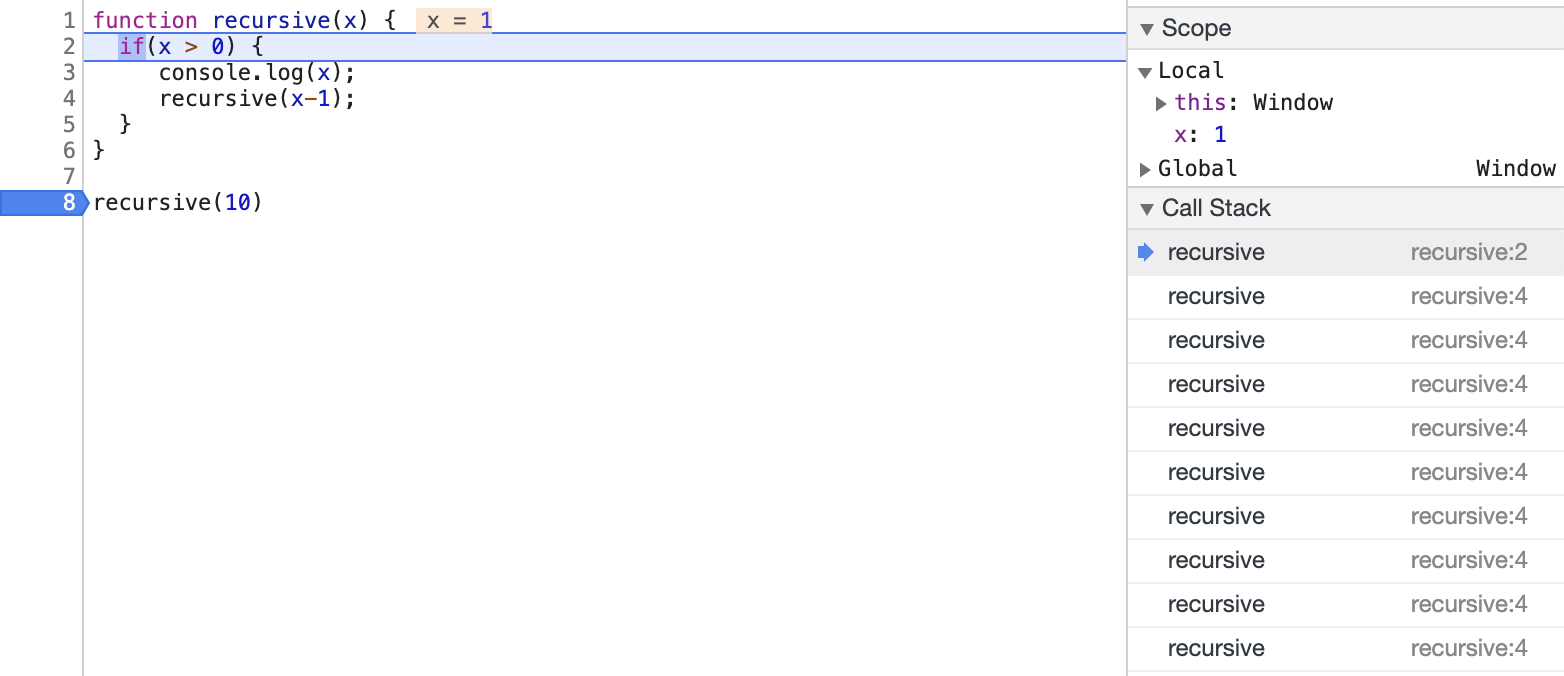 1 function recursive(x) { x = 1
2 if(x > 0) {
3 console.log(x);
4 recursive(x-1);
5 }
6 }
7
8 recursive(10)
Scope
Local
this: Window
x: 1
Global Window
Call Stack
recursive recursive:2
recursive recursive:4
recursive recursive:4
recursive recursive:4
recursive recursive:4
recursive recursive:4
recursive recursive:4
recursive recursive:4
recursive recursive:4
recursive recursive:4